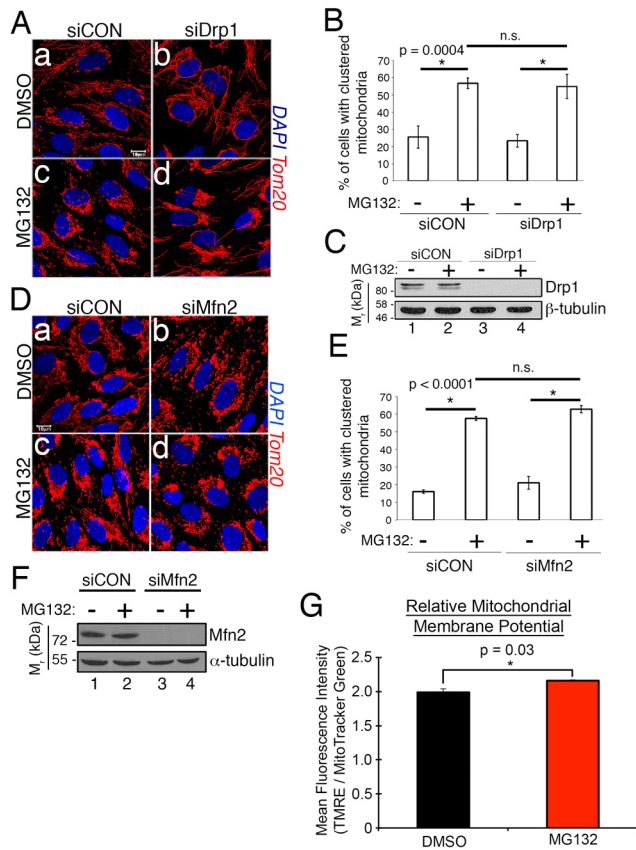 A
siCON siDrp1
DMSO
MG132
a b
c d
10μm
DAPI Tom20
B
n.s.
p = 0.0004
* *
% of cells with clustered
mitochondria
70
60
50
40
30
20
10
0
MG132: - + - +
siCON siDrp1
C
siCON siDrp1
MG132: - + - +
Mr (kDa)
80 -
58 -
46 -
Drp1
β-tubulin
1 2 3 4
D
siCON siMfn2
DMSO
MG132
a b
c d
10μm
DAPI Tom20
E
n.s.
p < 0.0001
* *
% of cells with clustered
mitochondria
70
60
50
40
30
20
10
0
MG132: - + - +
siCON siMfn2
F
siCON siMfn2
MG132: - + - +
Mr (kDa)
72 -
55 -
Mfn2
α-tubulin
1 2 3 4
G
Relative Mitochondrial
Membrane Potential
p = 0.03
*
Mean Fluorescence Intensity
(TMRE / MitoTracker Green)
2.5
2.0
1.5
1.0
0.5
0
DMSO MG132